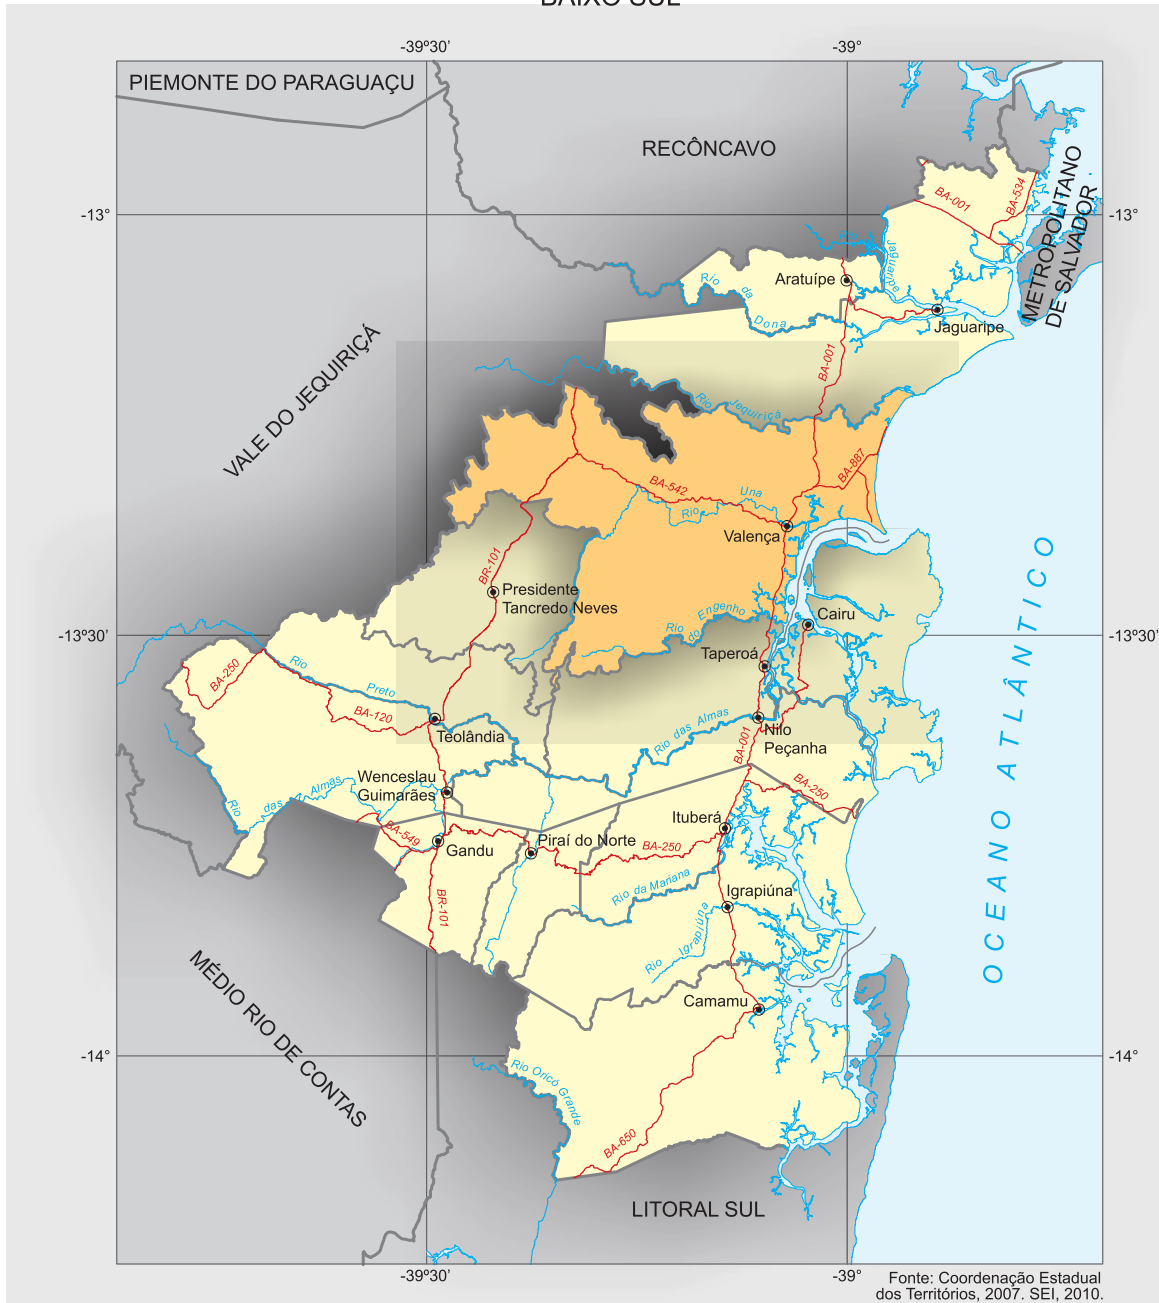 BAIXO SUL
-39°30'
-39°
PIEMONTE DO PARAGUAÇU
RECÔNCAVO
METROPOLITANO
DE SALVADOR
BA-001
BA-534
-13°
-13°
Jaguaripe
Aratuípe
Rio da Dona
Jaguaripe
VALE DO JEQUIRIÇÁ
BA-001
Rio Jequiriçá
BA-887
BA-542
Rio Una
Valença
BR-101
Presidente
Tancredo Neves
Rio do Engenho
Cairu
-13°30'
-13°30'
Taperoá
OCEANO ATLÂNTICO
BA-250
Rio Preto
BA-120
Teolândia
Rio das Almas
Nilo
Peçanha
BA-001
Wenceslau
Guimarães
Rio das Almas
BA-250
Ituberá
BA-549
Gandu
Piraí do Norte
BA-250
Rio da Mariana
Igrapiúna
BR-101
Rio Igrapiúna
MÉDIO RIO DE CONTAS
Camamu
-14°
-14°
Rio Oricó Grande
BA-650
LITORAL SUL
-39°30'
-39°
Fonte: Coordenação Estadual
dos Territórios, 2007. SEI, 2010.